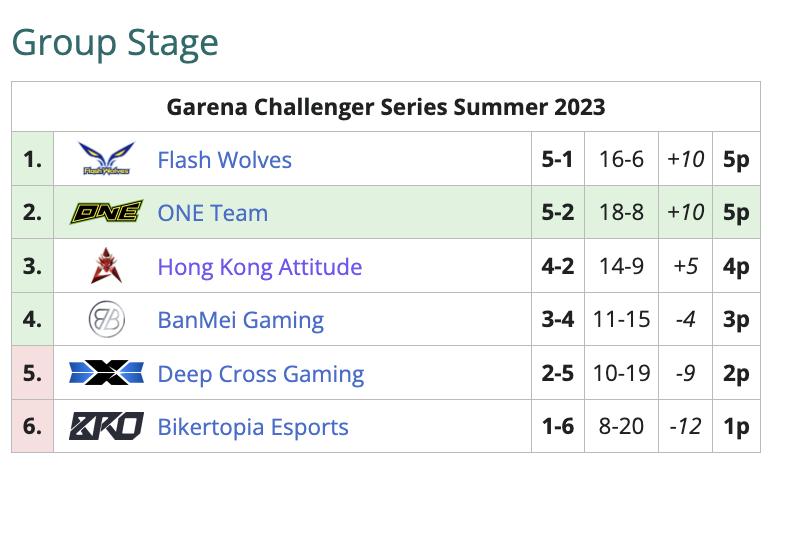 Group Stage
Garena Challenger Series Summer 2023
1. Flash Wolves Flash Wolves 5-1 16-6 +10 5p
2. ONE ONE Team 5-2 18-8 +10 5p
3. Hong Kong Attitude 4-2 14-9 +5 4p
4. BanMei Gaming 3-4 11-15 -4 3p
5. Deep Cross Gaming 2-5 10-19 -9 2p
6. Bikertopia Esports 1-6 8-20 -12 1p